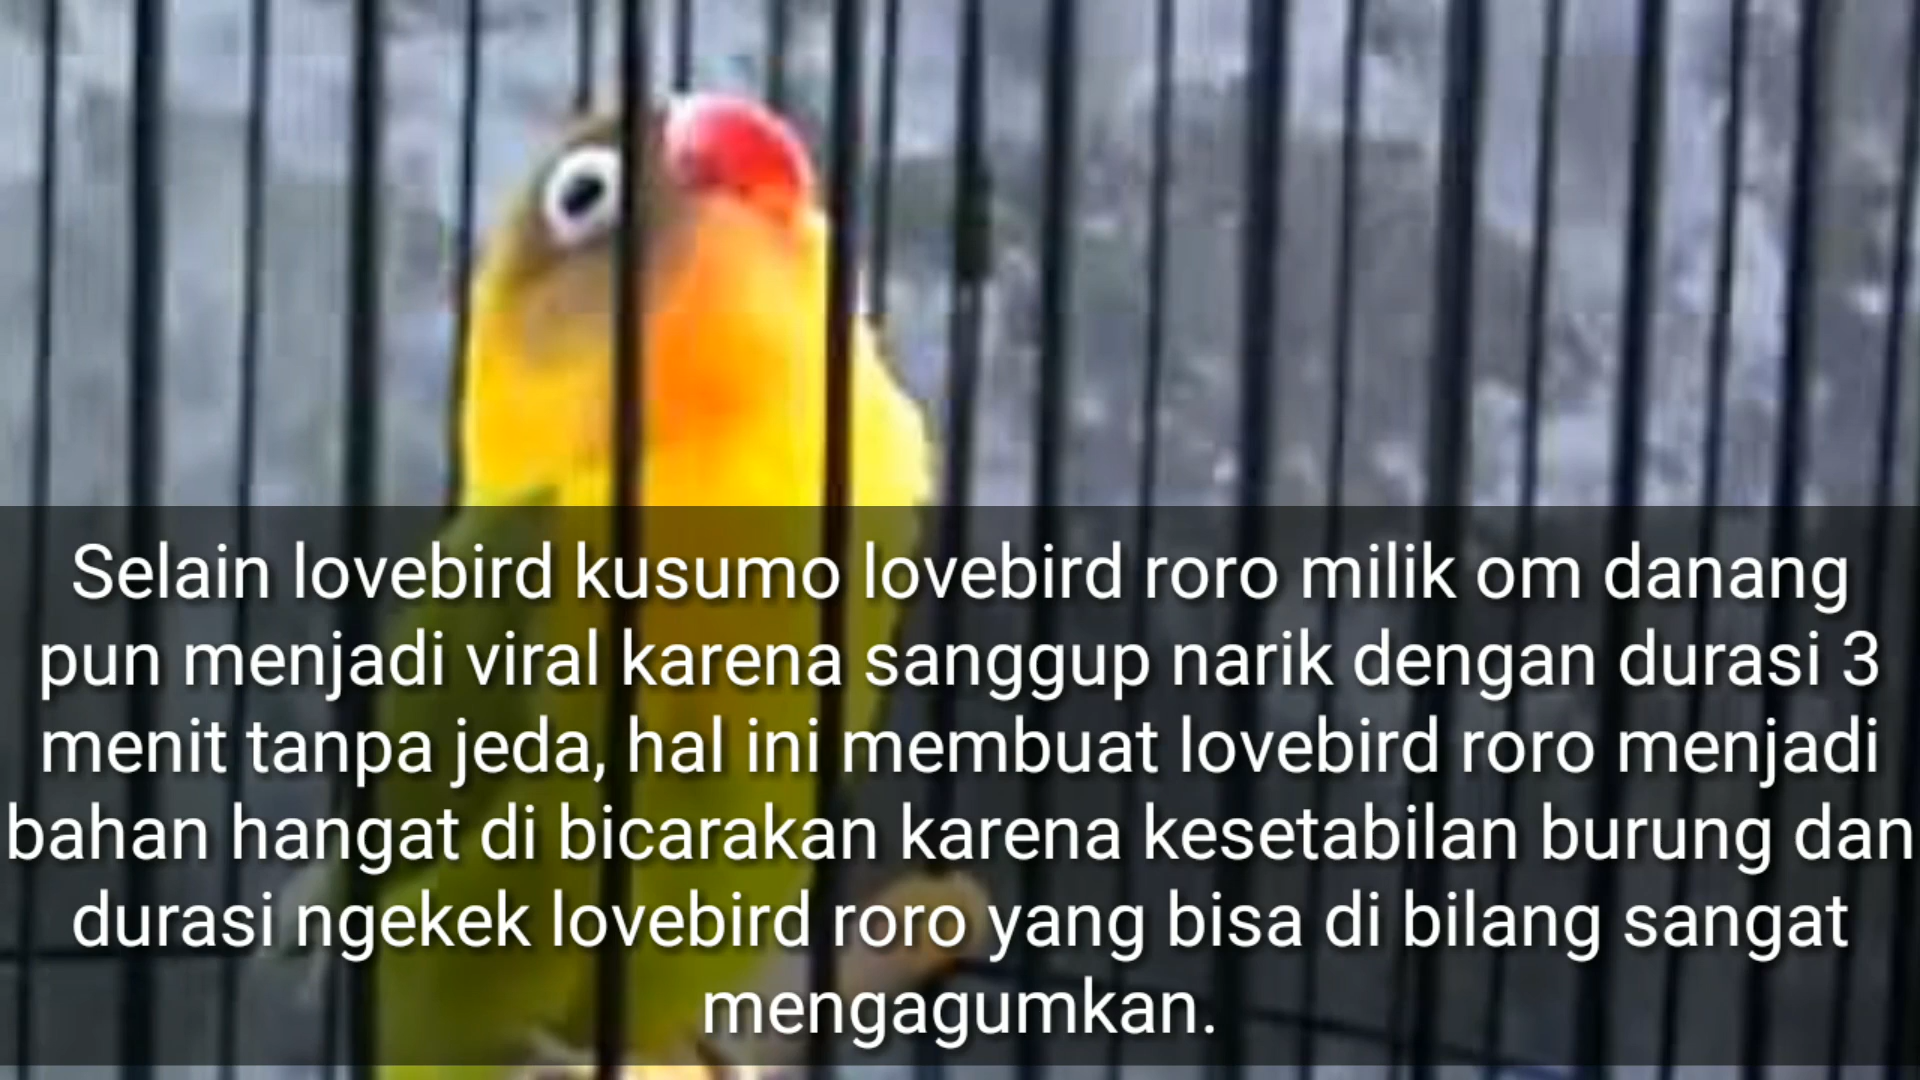 Selain lovebird kusumo lovebird roro milik om danang
pun menjadi viral karena sanggup narik dengan durasi 3
menit tanpa jeda, hal ini membuat lovebird roro menjadi
bahan hangat di bicarakan karena kesetabilan burung dan
durasi ngekek lovebird roro yang bisa di bilang sangat
mengagumkan.